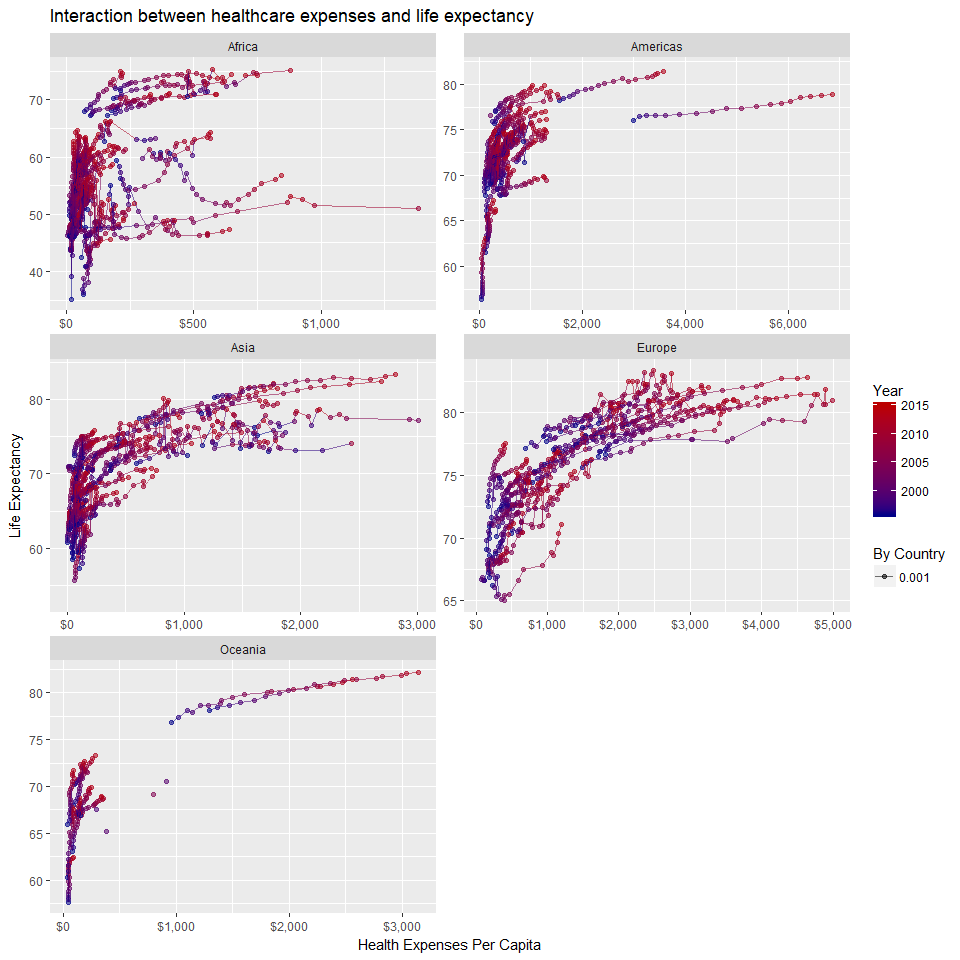 Interaction between healthcare expenses and life expectancy
Africa
Americas
70
60
50
40
$0 $500 $1,000
80
75
70
65
60
$0 $2,000 $4,000 $6,000
Asia
Europe
80
70
60
$0 $1,000 $2,000 $3,000
80
75
70
65
$0 $1,000 $2,000 $3,000 $4,000 $5,000
Oceania
80
75
70
65
60
$0 $1,000 $2,000 $3,000
Life Expectancy
Health Expenses Per Capita
Year
2015
2010
2005
2000
By Country
0.001